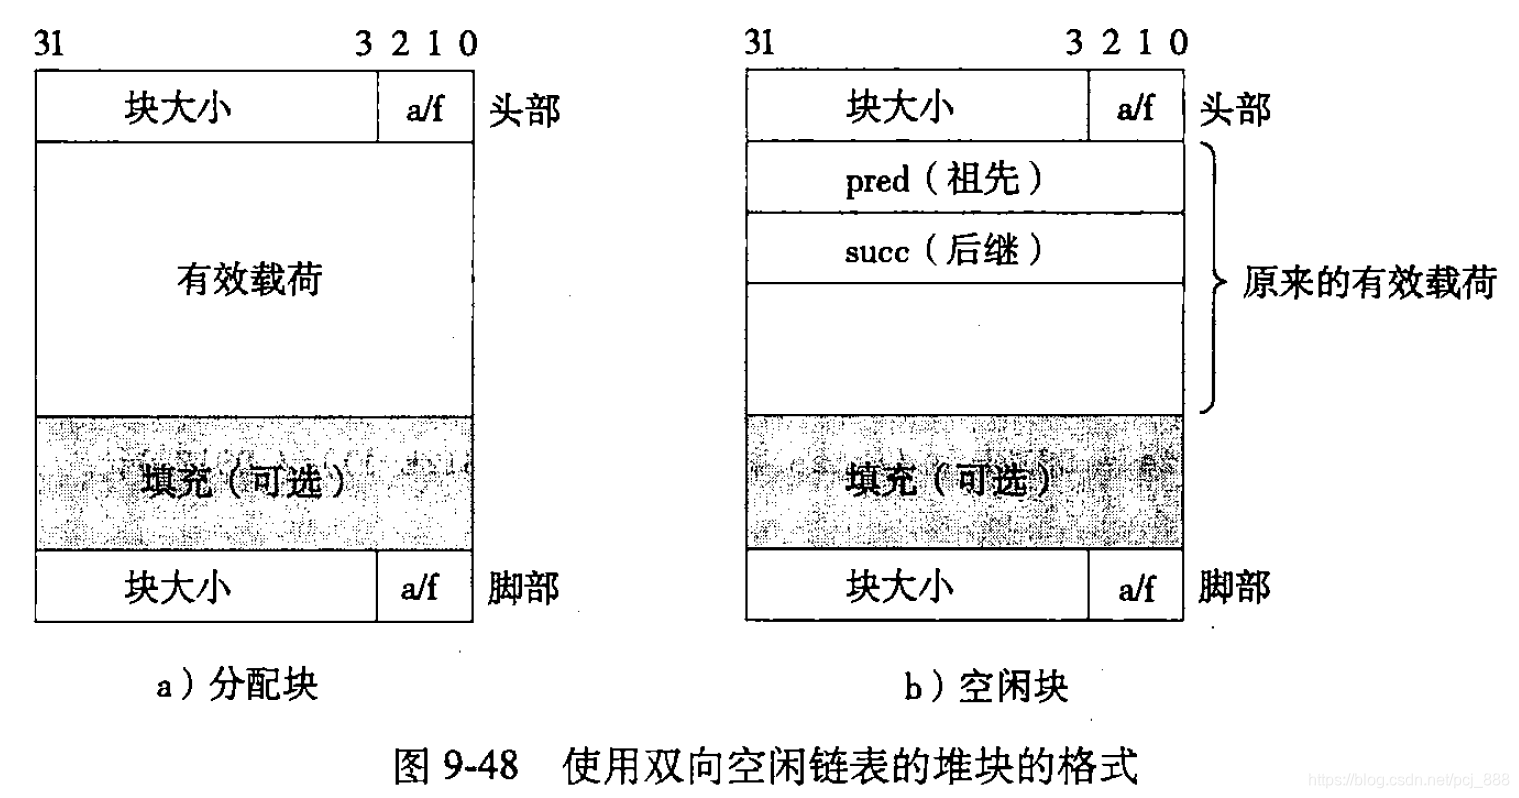 31 3 2 1 0 31 3 2 1 0
块大小 a/f 头部 块大小 a/f 头部
pred（祖先）
succ（后继）
有效载荷 原来的有效载荷
填充（可选） 填充（可选）
块大小 a/f 脚部 块大小 a/f 脚部
a）分配块 b）空闲块
图 9-48 使用双向空闲链表的堆块的格式
https://blog.csdn.net/pcj_888